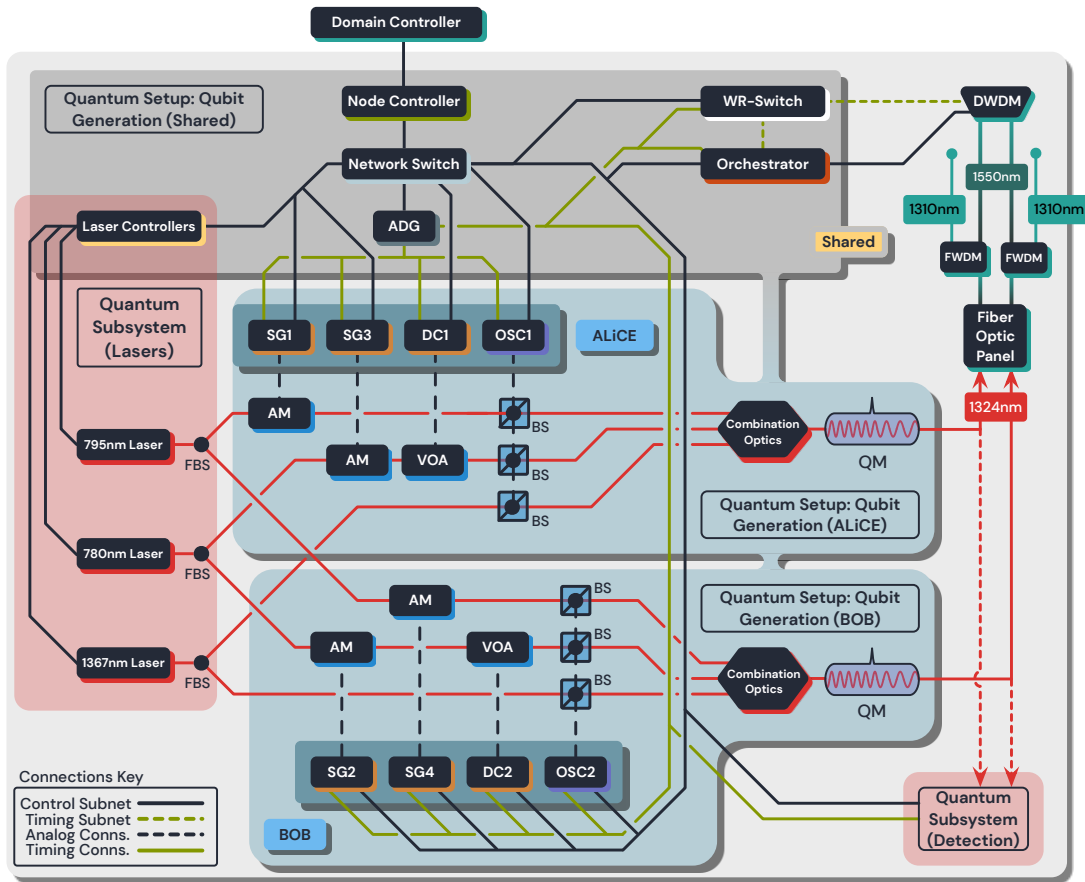 Domain Controller
Quantum Setup: Qubit
Generation (Shared)
Node Controller
WR-Switch
DWDM
Network Switch
Orchestrator
1550nm
1310nm
1310nm
Laser Controllers
ADG
Shared
FWDM
FWDM
Quantum
Subsystem
(Lasers)
SG1
SG3
DC1
OSC1
ALiCE
Fiber
Optic
Panel
1324nm
AM
BS
795nm Laser
FBS
AM
VOA
BS
Combination
Optics
QM
BS
Quantum Setup: Qubit
Generation (ALiCE)
780nm Laser
FBS
AM
BS
Quantum Setup: Qubit
Generation (BOB)
AM
VOA
BS
1367nm Laser
FBS
BS
Combination
Optics
QM
SG2
SG4
DC2
OSC2
BOB
Quantum
Subsystem
(Detection)
Connections Key
Control Subnet
Timing Subnet
Analog Conns.
Timing Conns.